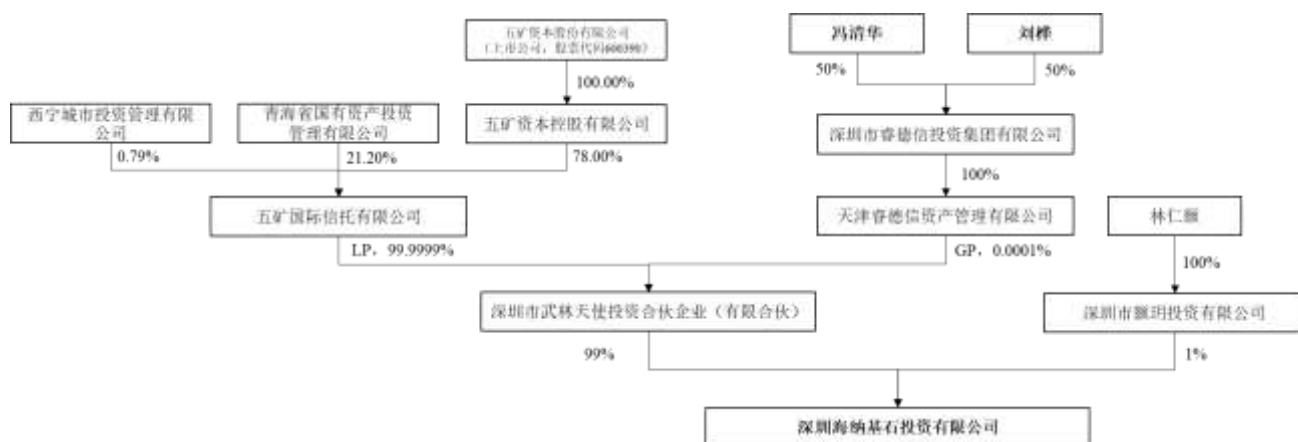 五矿资本股份有限公司
（上市公司，股票代码600390）
冯清华
刘桦
50%
50%
100.00%
西宁城市投资管理有限
公司
青海省国有资产投资
管理有限公司
五矿资本控股有限公司
深圳市睿德信投资集团有限公司
0.79%
21.20%
78.00%
100%
五矿国际信托有限公司
天津睿德信资产管理有限公司
林仁颢
LP，99.9999%
GP，0.0001%
100%
深圳市武林天使投资合伙企业（有限合伙）
深圳市颢玥投资有限公司
99%
1%
深圳海纳基石投资有限公司